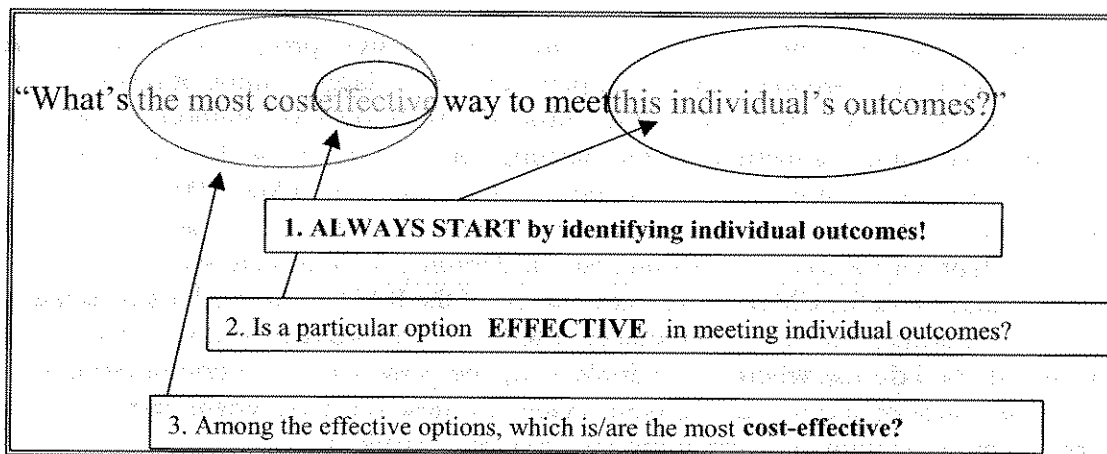 “What's the most cost effective way to meet this individual's outcomes?”
1. ALWAYS START by identifying individual outcomes!
2. Is a particular option EFFECTIVE in meeting individual outcomes?
3. Among the effective options, which is/are the most cost-effective?